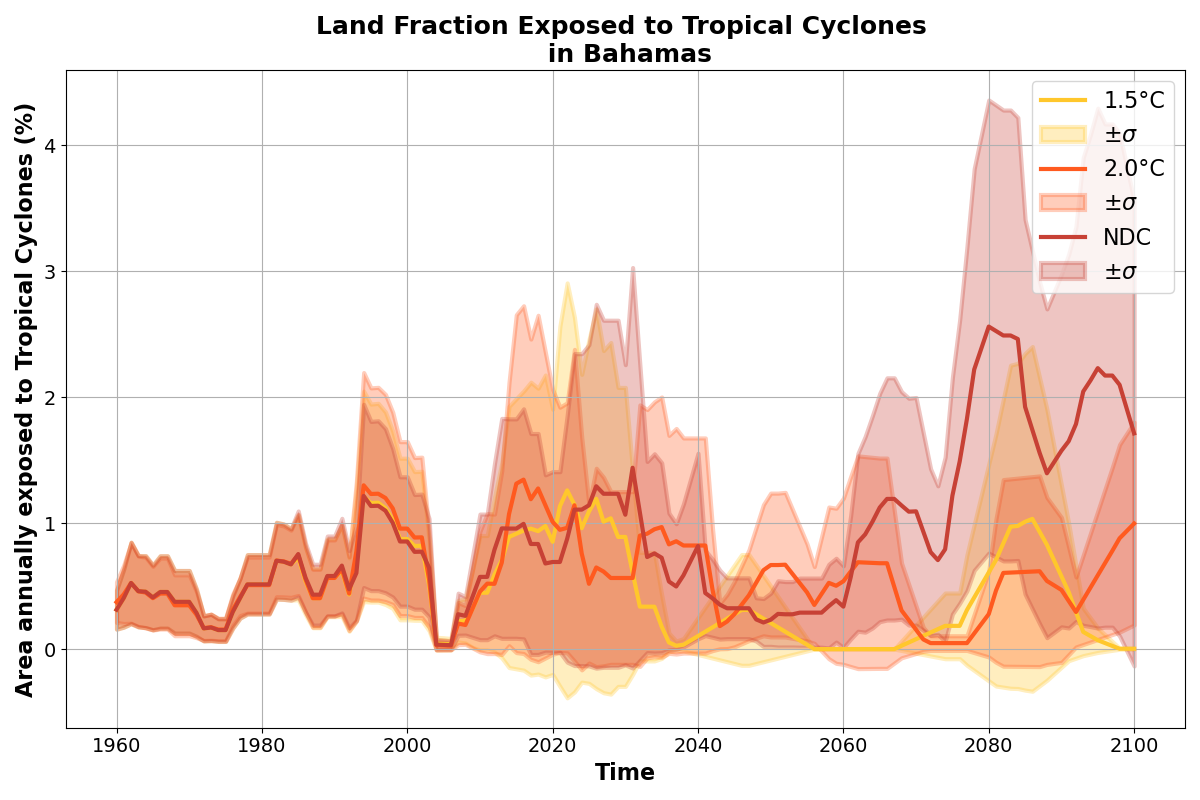 Land Fraction Exposed to Tropical Cyclones
in Bahamas
Area annually exposed to Tropical Cyclones (%)
4
3
2
1
0
1960 1980 2000 2020 2040 2060 2080 2100
Time
1.5°C
±σ
2.0°C
±σ
NDC
±σ